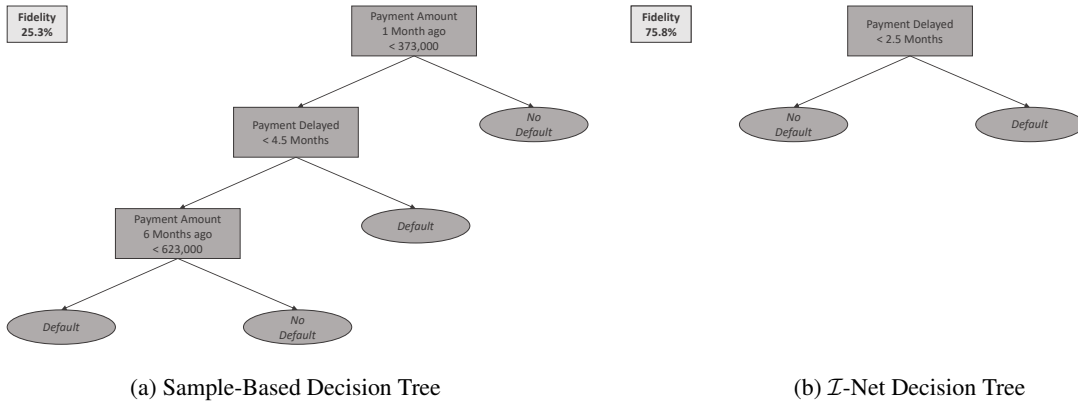 Fidelity
25.3%
Payment Amount
1 Month ago
< 373,000
Payment Delayed
< 4.5 Months
No
Default
Payment Amount
6 Months ago
< 623,000
Default
Default
No
Default
(a) Sample-Based Decision Tree
Fidelity
75.8%
Payment Delayed
< 2.5 Months
No
Default
Default
(b) ℐ-Net Decision Tree